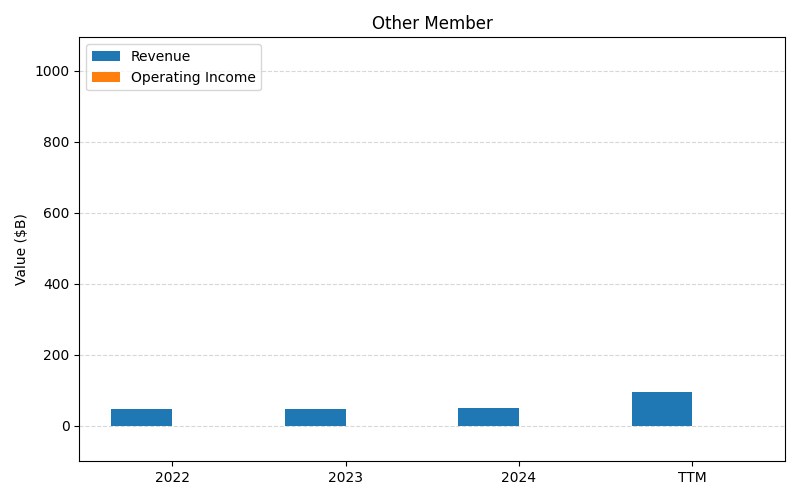 Other Member
Revenue
Operating Income
1000
800
600
400
200
0
Value ($B)
2022 2023 2024 TTM